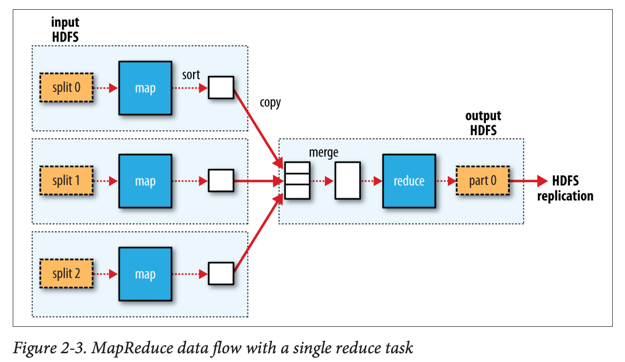 input
HDFS
split 0
map
sort
copy
split 1
map
split 2
map
merge
reduce
output
HDFS
part 0
HDFS
replication
Figure 2-3. MapReduce data flow with a single reduce task